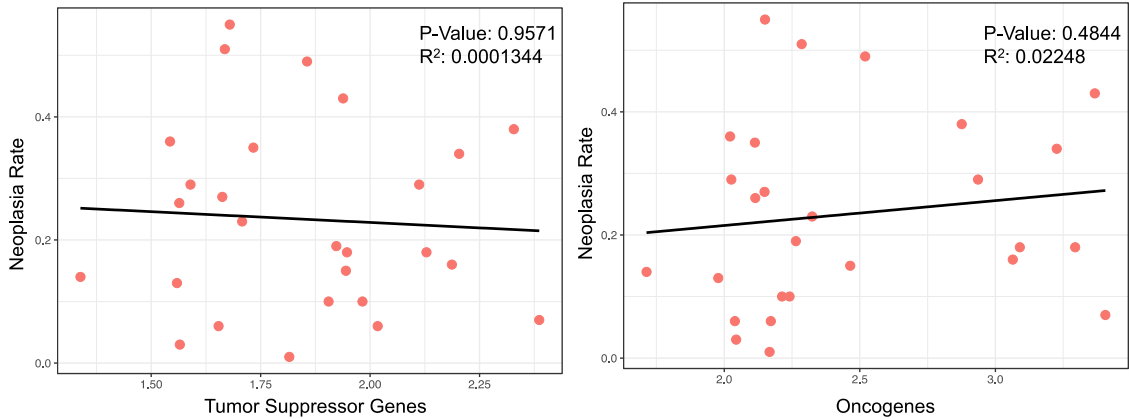 P-Value: 0.9571
R²: 0.0001344
Neoplasia Rate
0.4
0.2
0.0
1.50 1.75 2.00 2.25
Tumor Suppressor Genes
P-Value: 0.4844
R²: 0.02248
Neoplasia Rate
0.4
0.2
0.0
2.0 2.5 3.0
Oncogenes